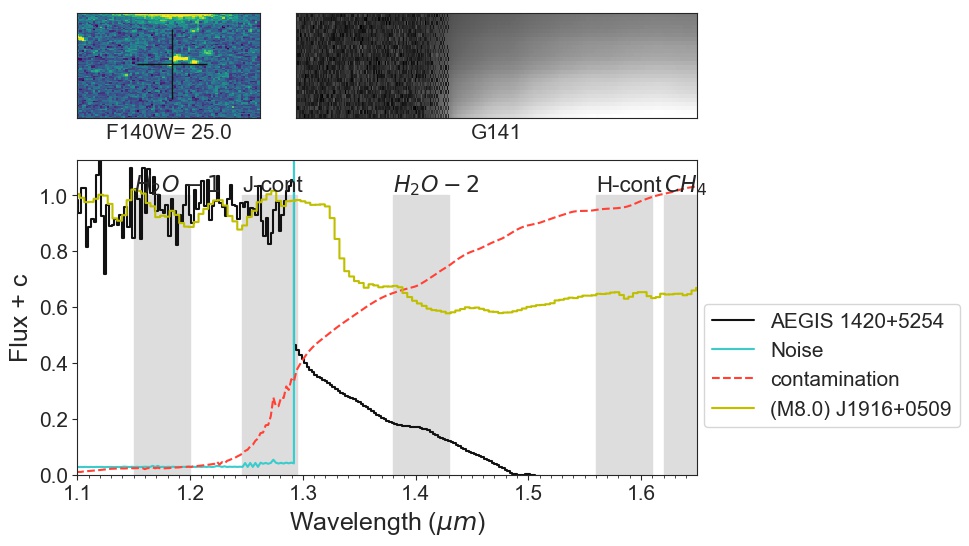 F140W= 25.0
G141
H₂O − 1
J-cont
H₂O − 2
H-cont
CH₄
1.0
0.8
0.6
0.4
0.2
0.0
Flux + c
1.1
1.2
1.3
1.4
1.5
1.6
Wavelength (μm)
AEGIS 1420+5254
Noise
contamination
(M8.0) J1916+0509